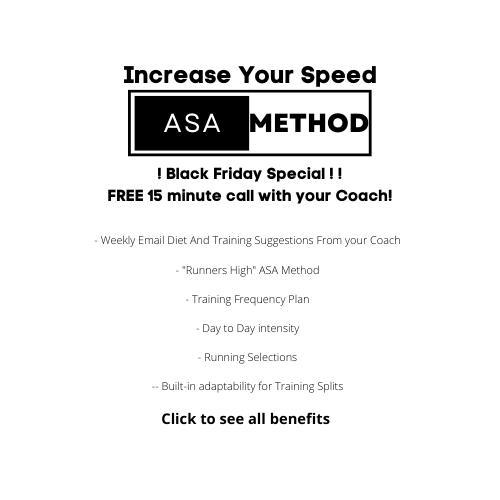 Increase Your Speed
ASA METHOD
! Black Friday Special ! !
FREE 15 minute call with your Coach!
- Weekly Email Diet And Training Suggestions From your Coach
- "Runners High" ASA Method
- Training Frequency Plan
- Day to Day intensity
- Running Selections
-- Built-in adaptability for Training Splits
Click to see all benefits